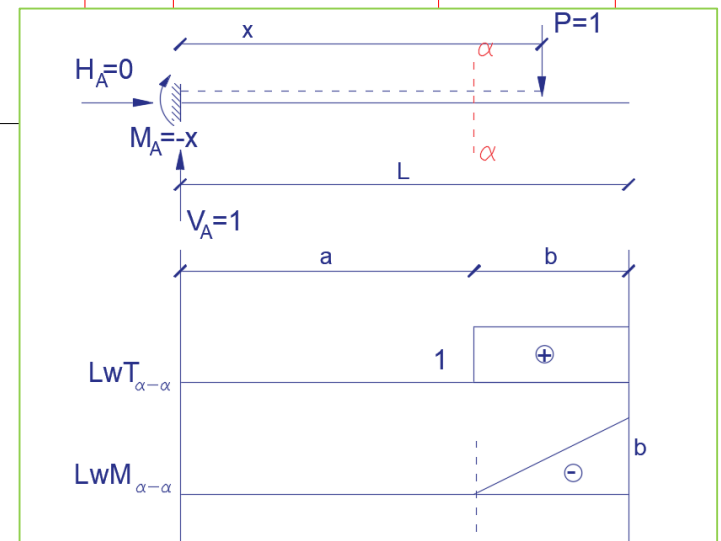 x
P=1
α
H_A=0
M_A=-x
α
L
V_A=1
a
b
1
+
LwT_α−α
b
LwM_α−α
-